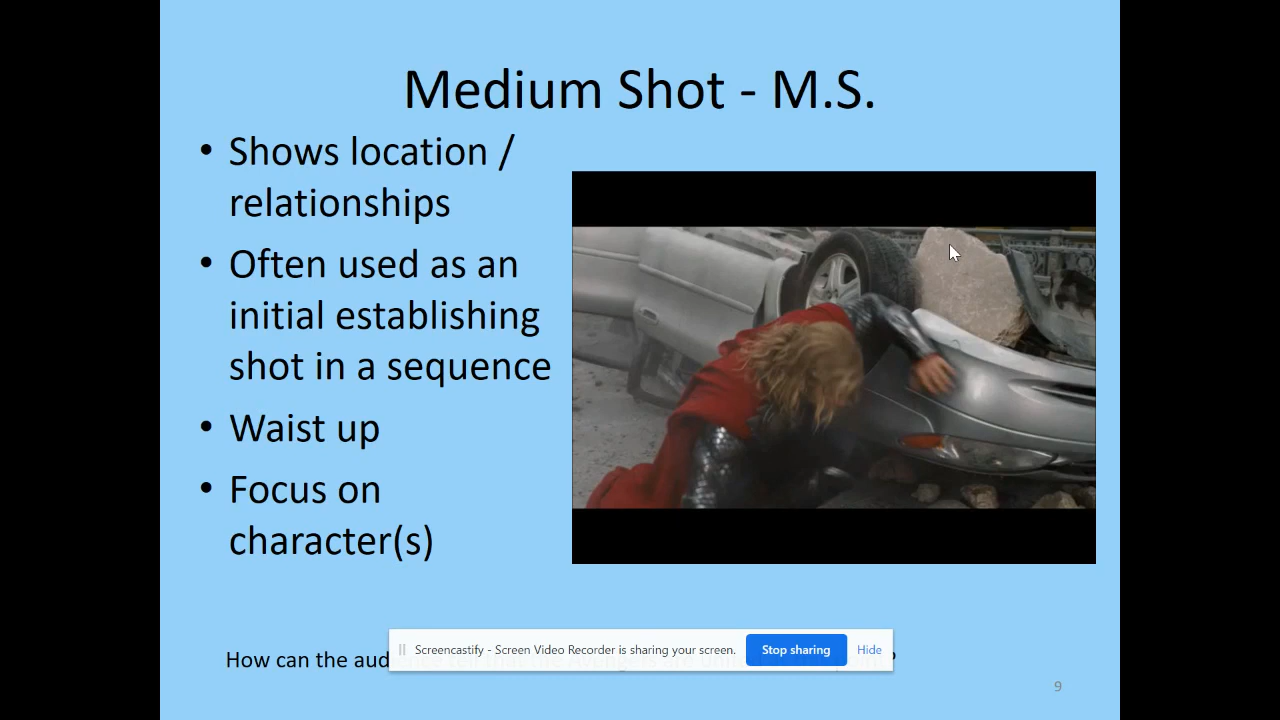 Medium Shot - M.S.
• Shows location /
relationships
• Often used as an
initial establishing
shot in a sequence
• Waist up
• Focus on
character(s)
How can the aud
Screencastify - Screen Video Recorder is sharing your screen. Stop sharing Hide
9